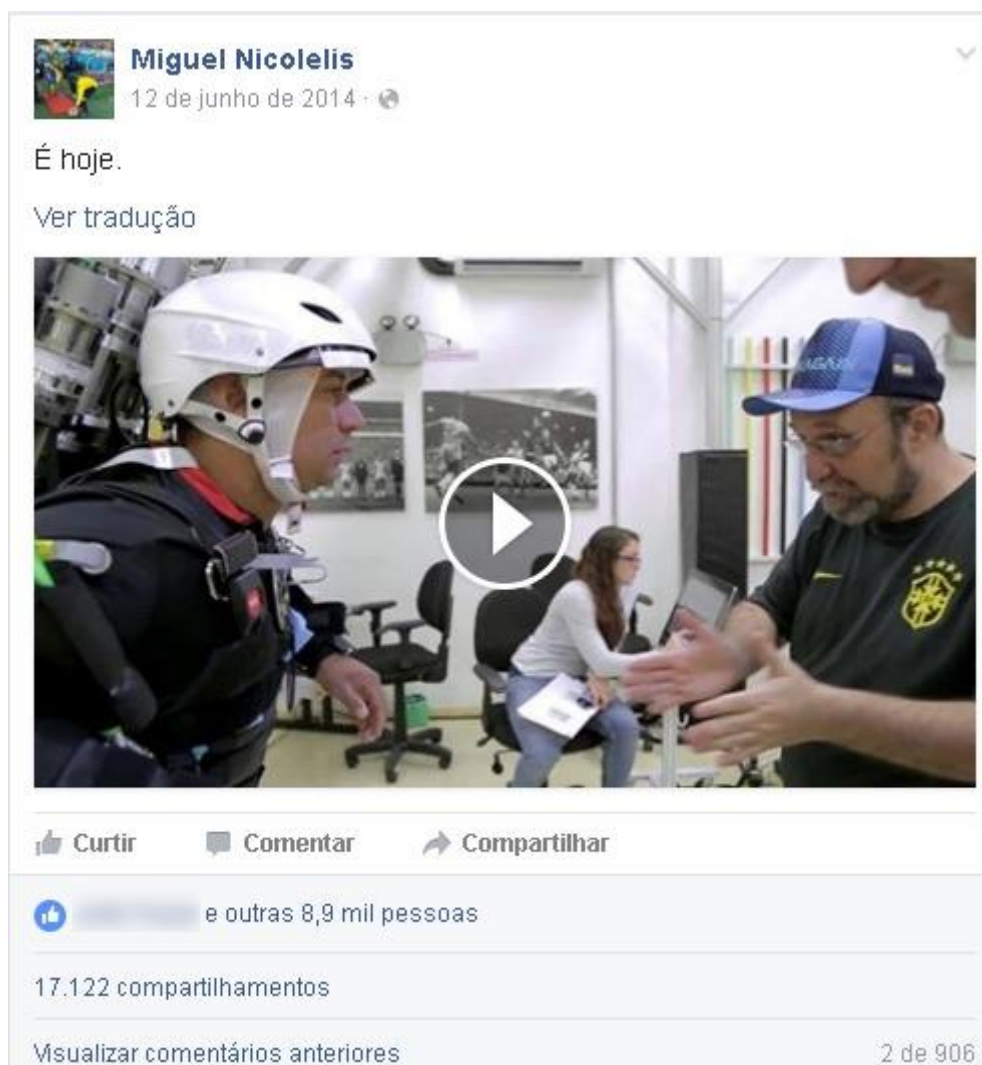 Miguel Nicolelis
12 de junho de 2014 ·
É hoje.
Ver tradução
Curtir Comentar Compartilhar
e outras 8,9 mil pessoas
17.122 compartilhamentos
Visualizar comentários anteriores 2 de 906